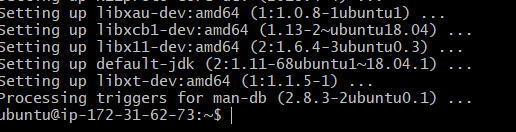 Setting up libxau-dev:amd64 (1:1.0.8-1ubuntu1) ...
Setting up libxcb1-dev:amd64 (1.13-2~ubuntu18.04) ...
Setting up libx11-dev:amd64 (2:1.6.4-3ubuntu0.3) ...
Setting up default-jdk (2:1.11-68ubuntu1~18.04.1) ...
Setting up libxt-dev:amd64 (1:1.1.5-1) ...
Processing triggers for man-db (2.8.3-2ubuntu0.1) ...
ubuntu@ip-172-31-62-73:~$